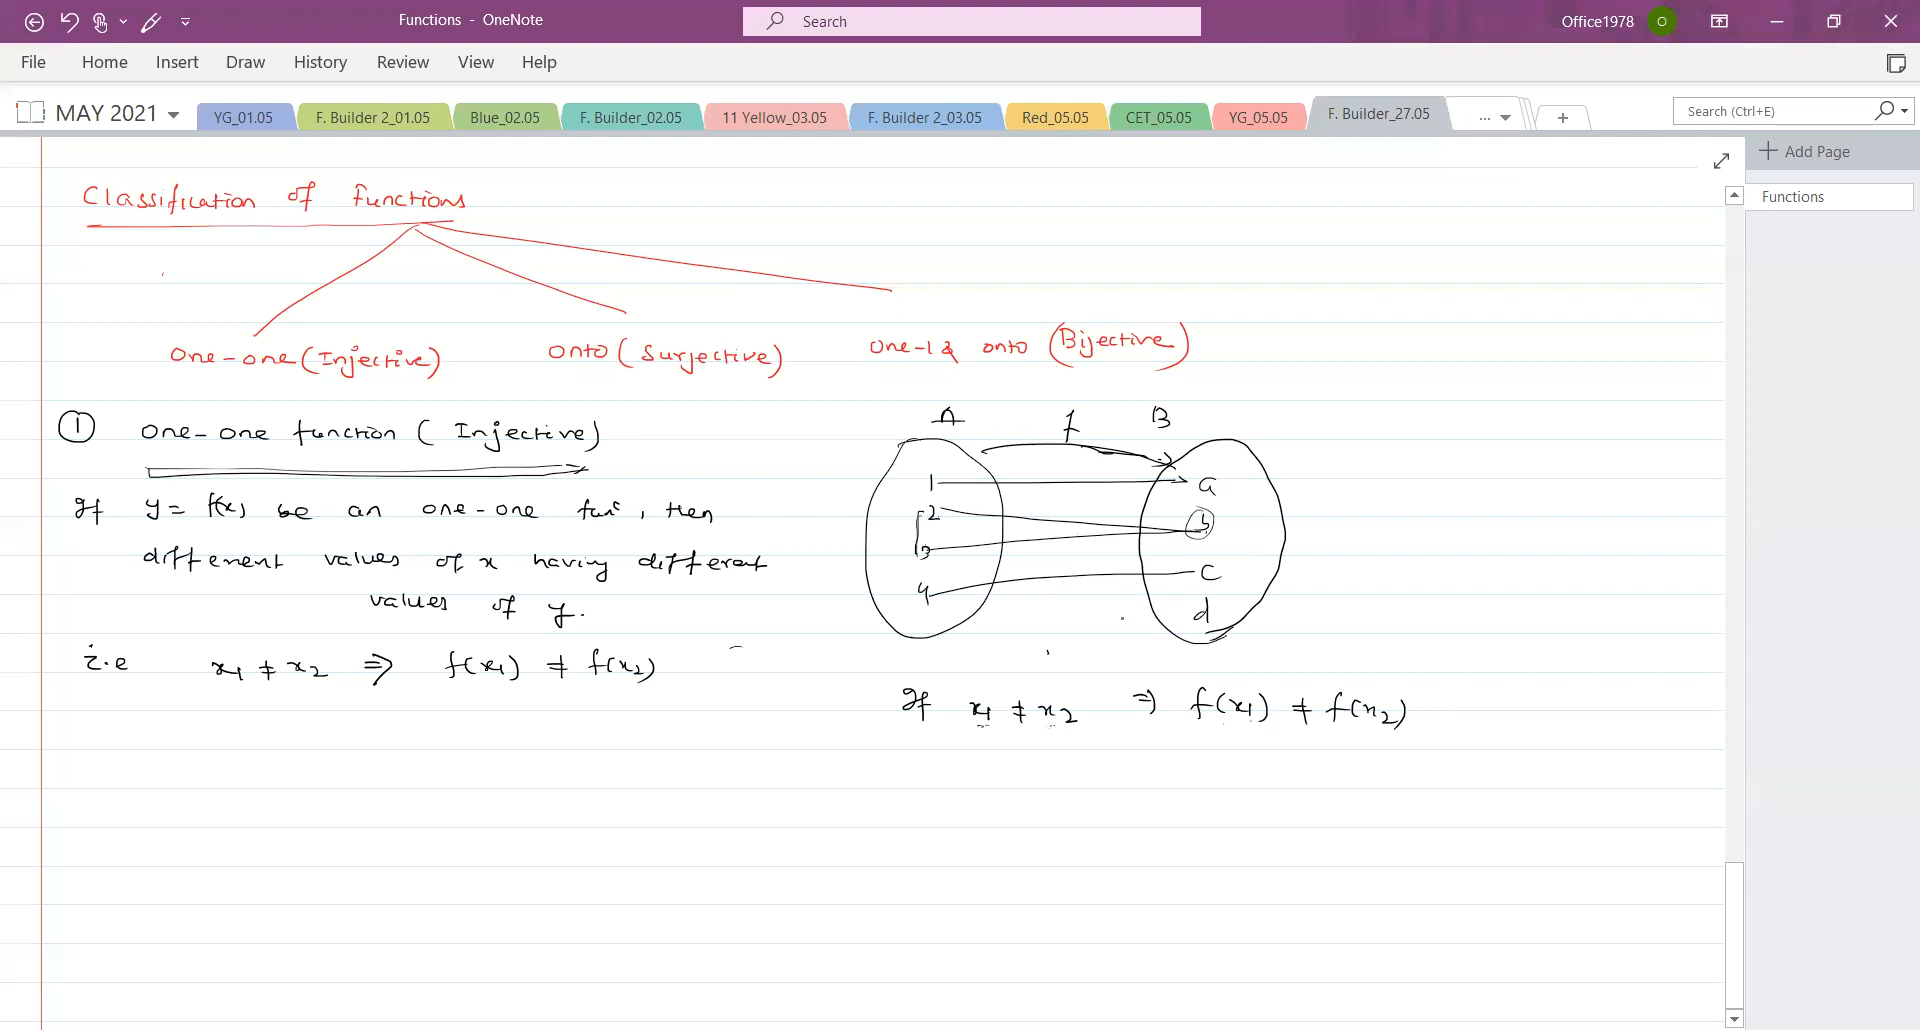 Functions - OneNote
Search
Office1978
O
File Home Insert Draw History Review View Help
MAY 2021
YG_01.05 F. Builder 2_01.05 Blue_02.05 F. Builder_02.05 11 Yellow_03.05 F. Builder 2_03.05 Red_05.05 CET_05.05 YG_05.05 F. Builder_27.05 ... +
Search (Ctrl+E)
+ Add Page
Functions
Classification of functions
One-one (Injective) Onto (Surjective) One-1 & onto (Bijective)
① One-one function (Injective)
If y = f(x) be an one-one func, then
different values of x having different
values of y.
i.e x1 ≠ x2 ⇒ f(x1) ≠ f(x2)
A f B
1 a
2 b
3
4 c
d
If x1 ≠ x2 ⇒ f(x1) ≠ f(x2)